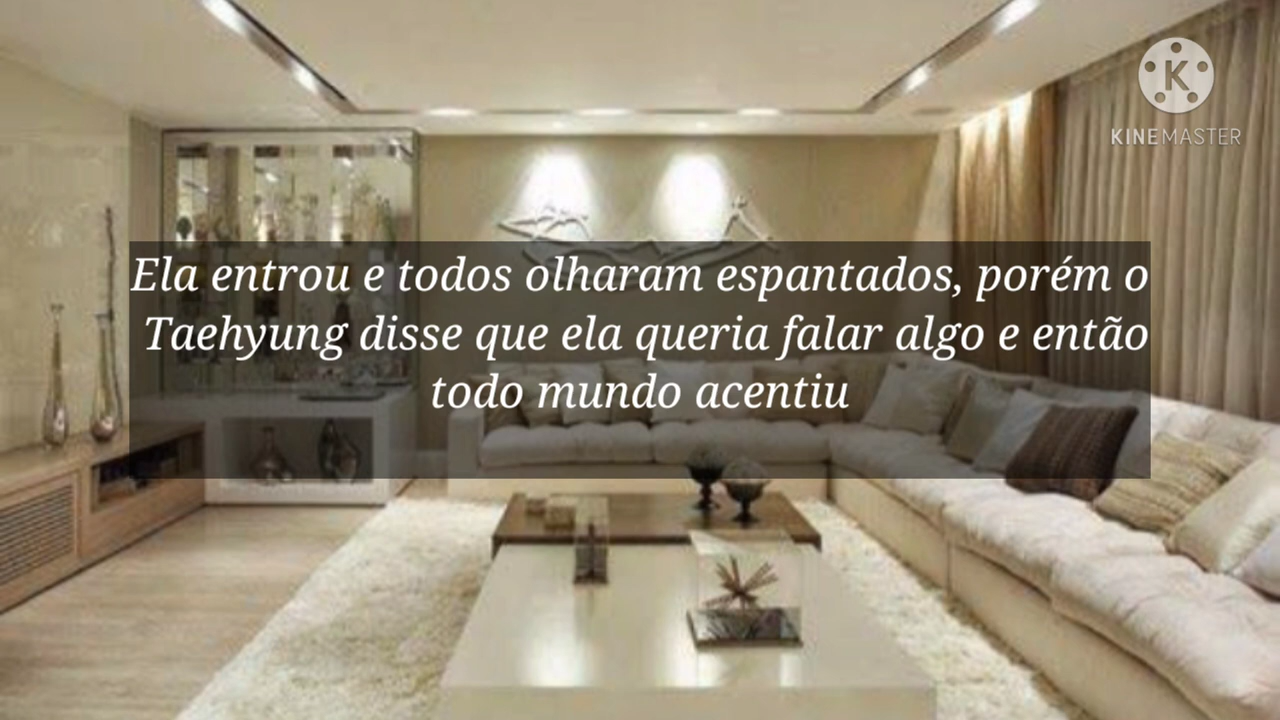 KINEMASTER
Ela entrou e todos olharam espantados, porém o
Taehyung disse que ela queria falar algo e então
todo mundo acentiu